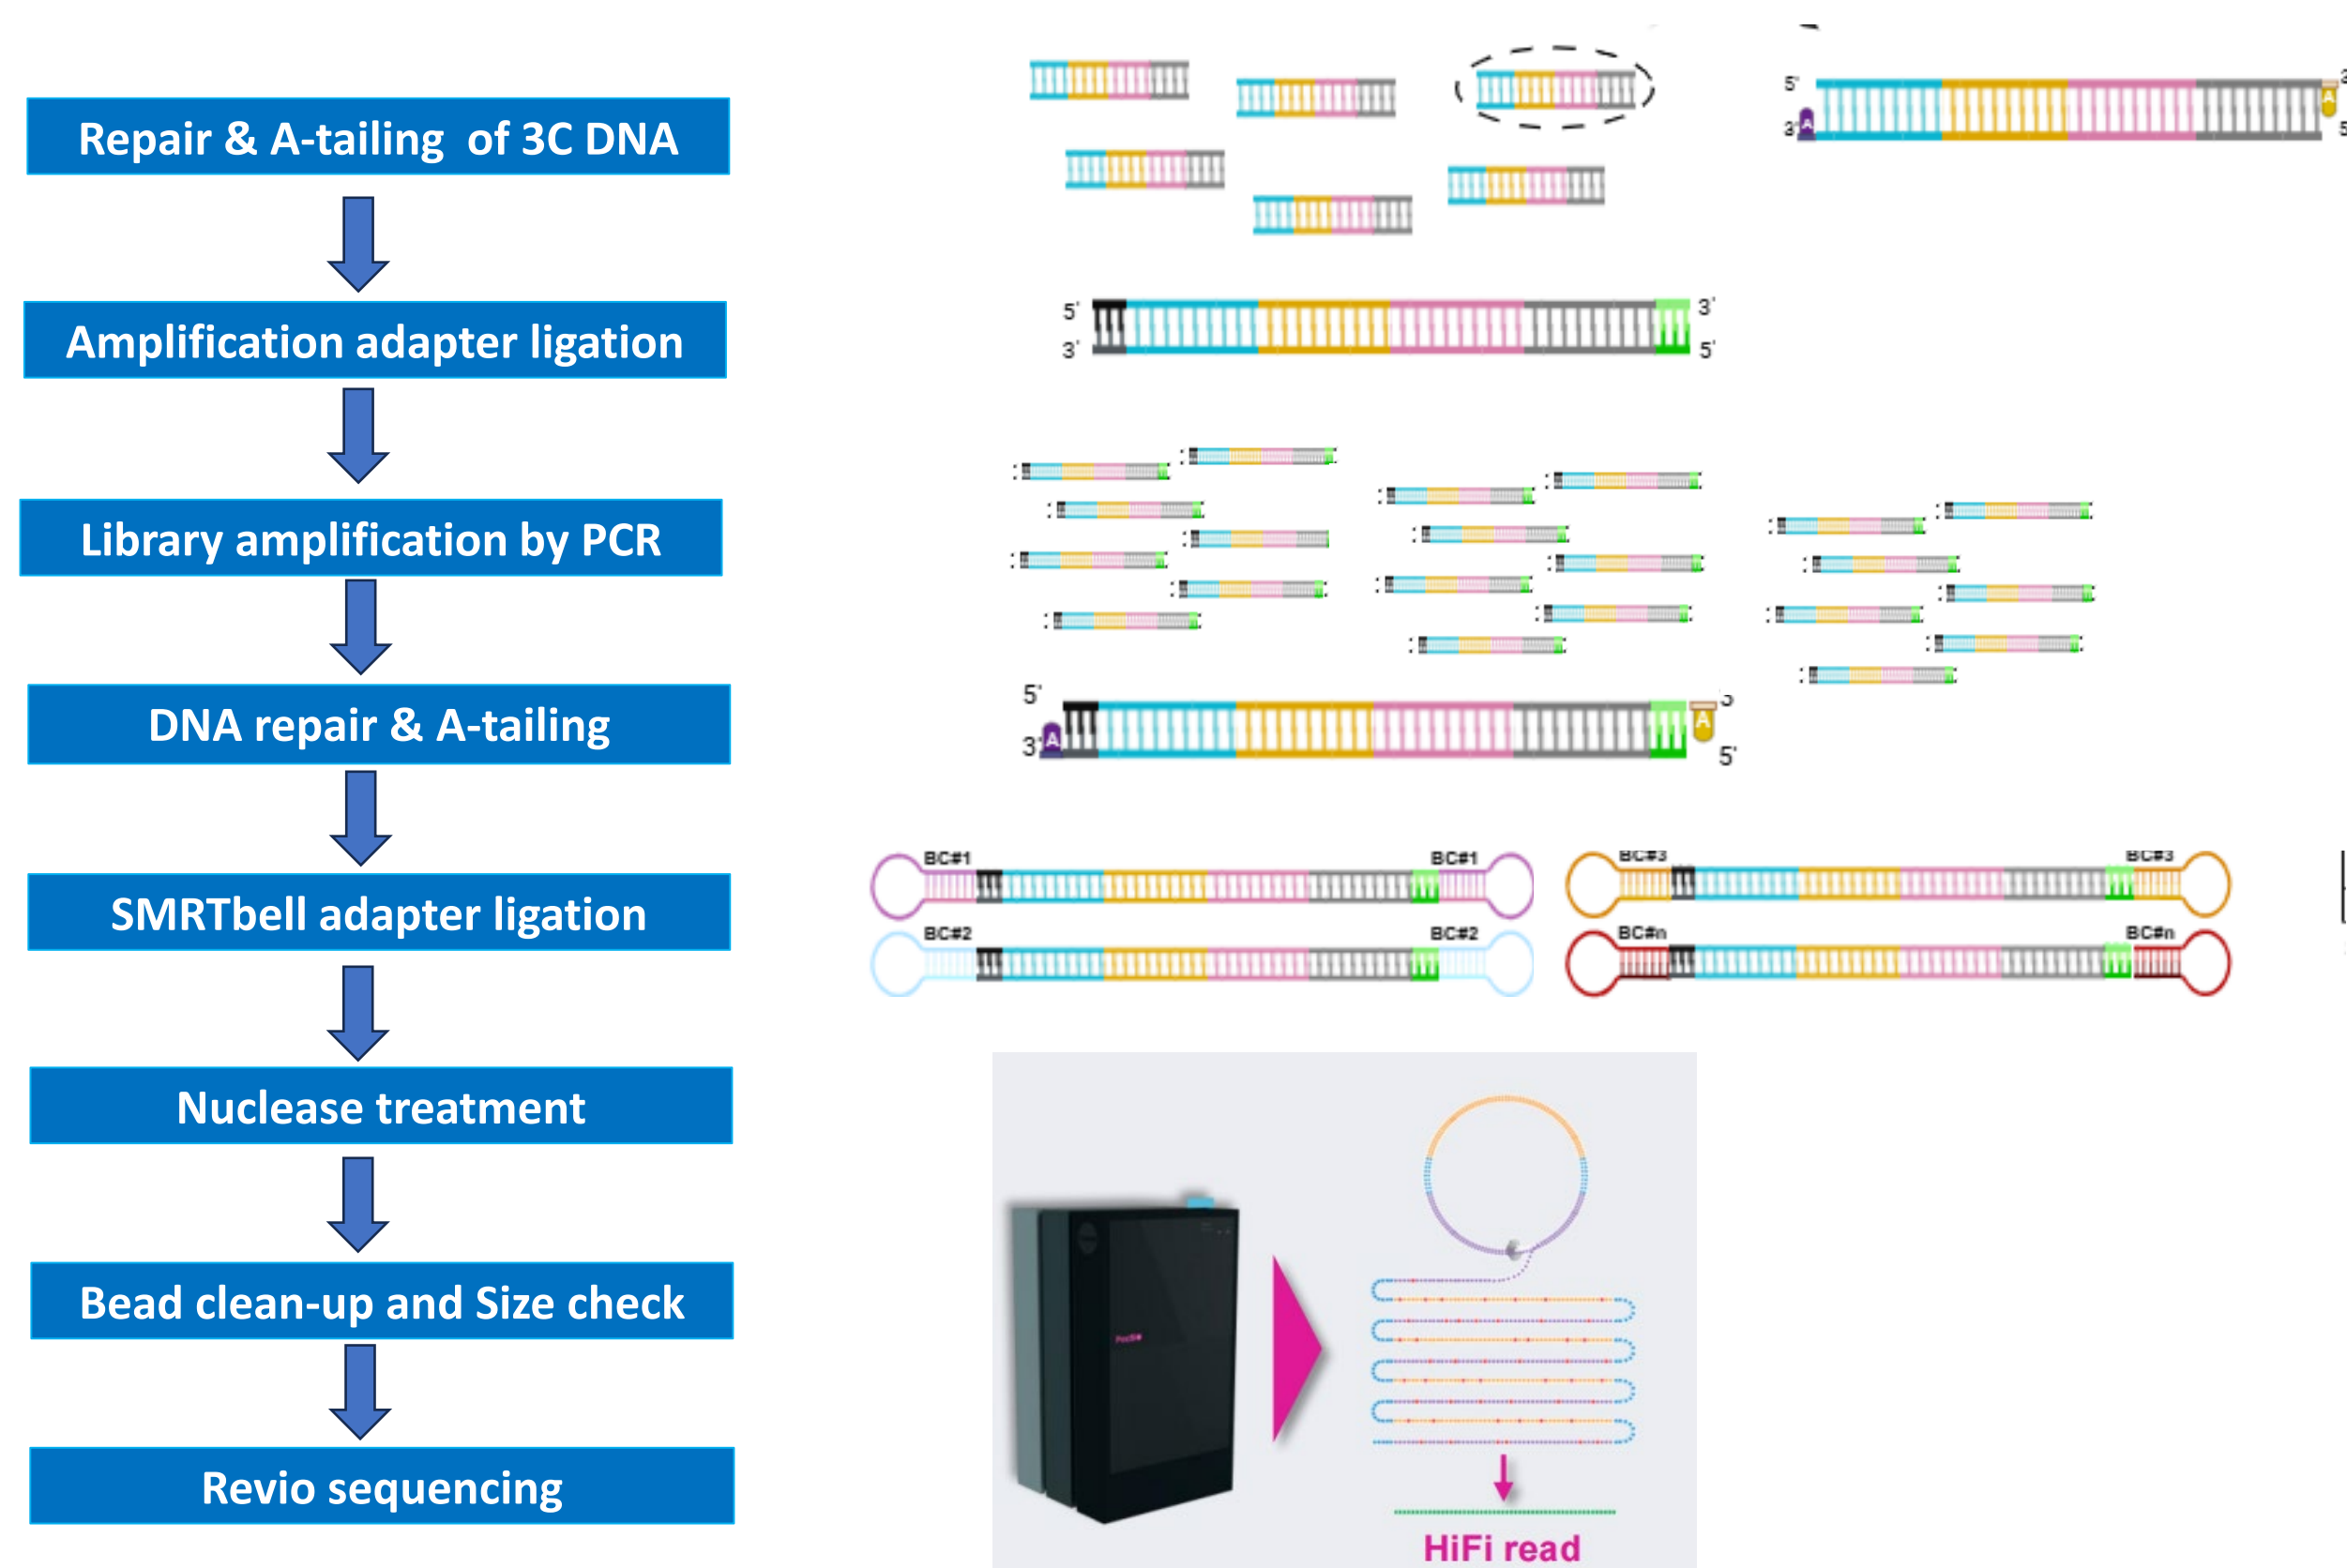 Repair & A-tailing of 3C DNA
5'
3'
A
A
Amplification adapter ligation
5' 3'
3' 5'
Library amplification by PCR
DNA repair & A-tailing
5'
3' A
A
5'
SMRTbell adapter ligation
BC#1 BC#1 BC#3 BC#3
BC#2 BC#2 BC#n BC#n
Nuclease treatment
Bead clean-up and Size check
PacBio
Revio sequencing
HiFi read